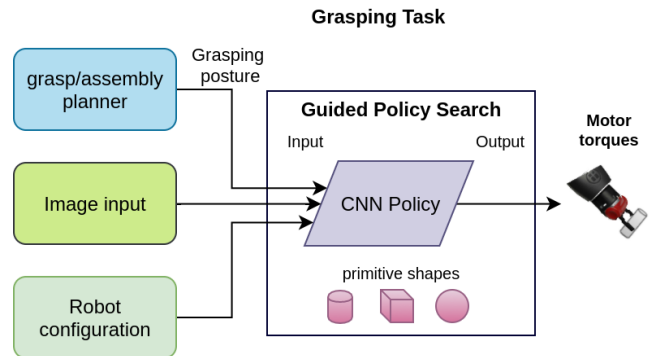 Grasping Task
grasp/assembly
planner
Grasping
posture
Guided Policy Search
Input
Output
Motor
torques
Image input
CNN Policy
primitive shapes
Robot
configuration